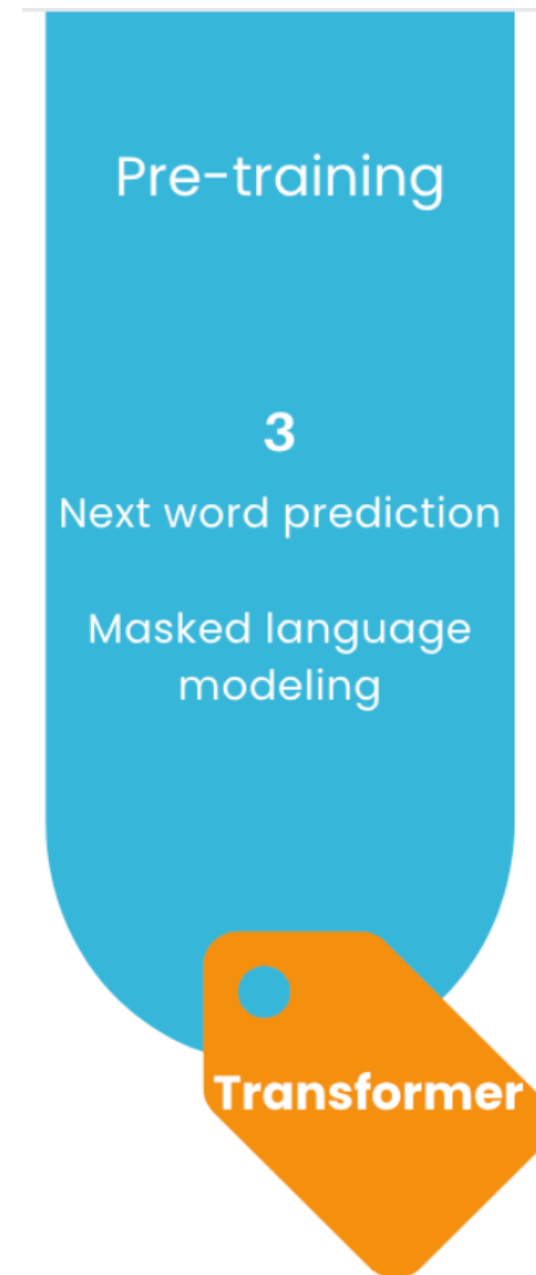 Pre-training
3
Next word prediction
Masked language
modeling
Transformer